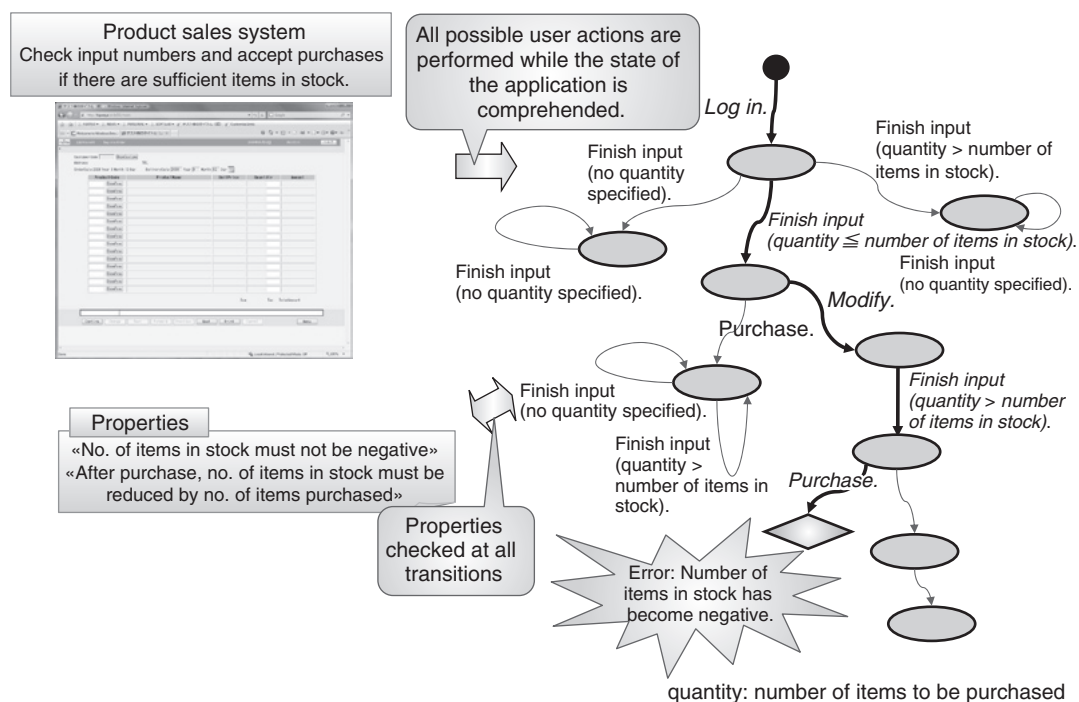 Product sales system
Check input numbers and accept purchases
if there are sufficient items in stock.
All possible user actions are
performed while the state of
the application is
comprehended.
Log in.
Finish input
(no quantity
specified).
Finish input
(quantity > number of
items in stock).
Finish input
(quantity ≦ number of items in stock).
Finish input
(no quantity specified).
Finish input
(no quantity specified).
Modify.
Purchase.
Finish input
(no quantity specified).
Finish input
(quantity > number
of items in stock).
Finish input
(quantity >
number of items in
stock).
Purchase.
Properties
«No. of items in stock must not be negative»
«After purchase, no. of items in stock must be
reduced by no. of items purchased»
Properties
checked at all
transitions
Error: Number of
items in stock has
become negative.
quantity: number of items to be purchased